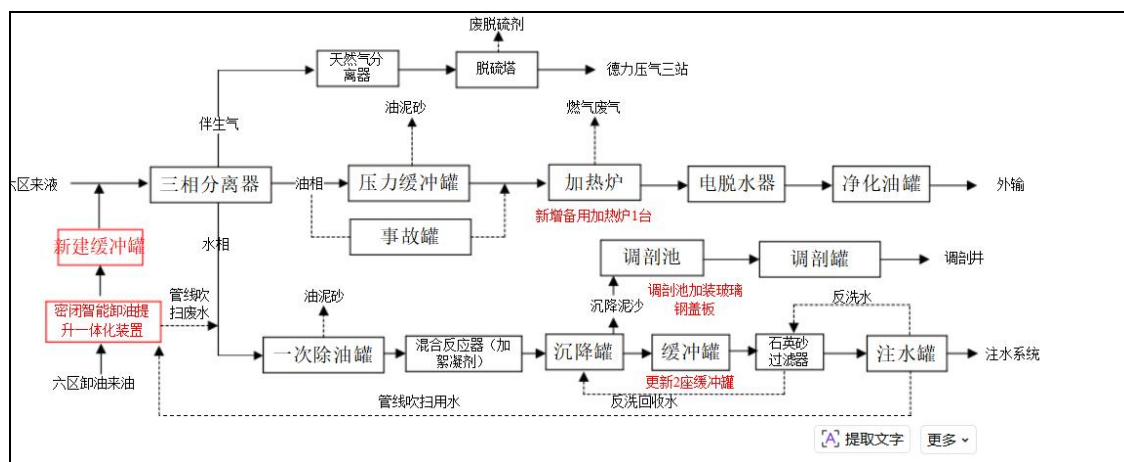 废脱硫剂
天然气分
离器
脱硫塔
德力压气三站
油泥砂
燃气废气
伴生气
六区来液
三相分离器
油相
压力缓冲罐
加热炉
电脱水器
净化油罐
外输
新增备用加热炉1台
事故罐
新建缓冲罐
水相
调剖池
调剖罐
调剖井
管线吹
扫废水
油泥砂
沉降泥沙
调剖池加装玻璃
钢盖板
反洗水
密闭智能卸油提
升一体化装置
一次除油罐
混合反应器（加
絮凝剂）
沉降罐
缓冲罐
石英砂
过滤器
注水罐
注水系统
六区卸油来油
更新2座缓冲罐
管线吹扫用水
反洗回收水
提取文字
更多